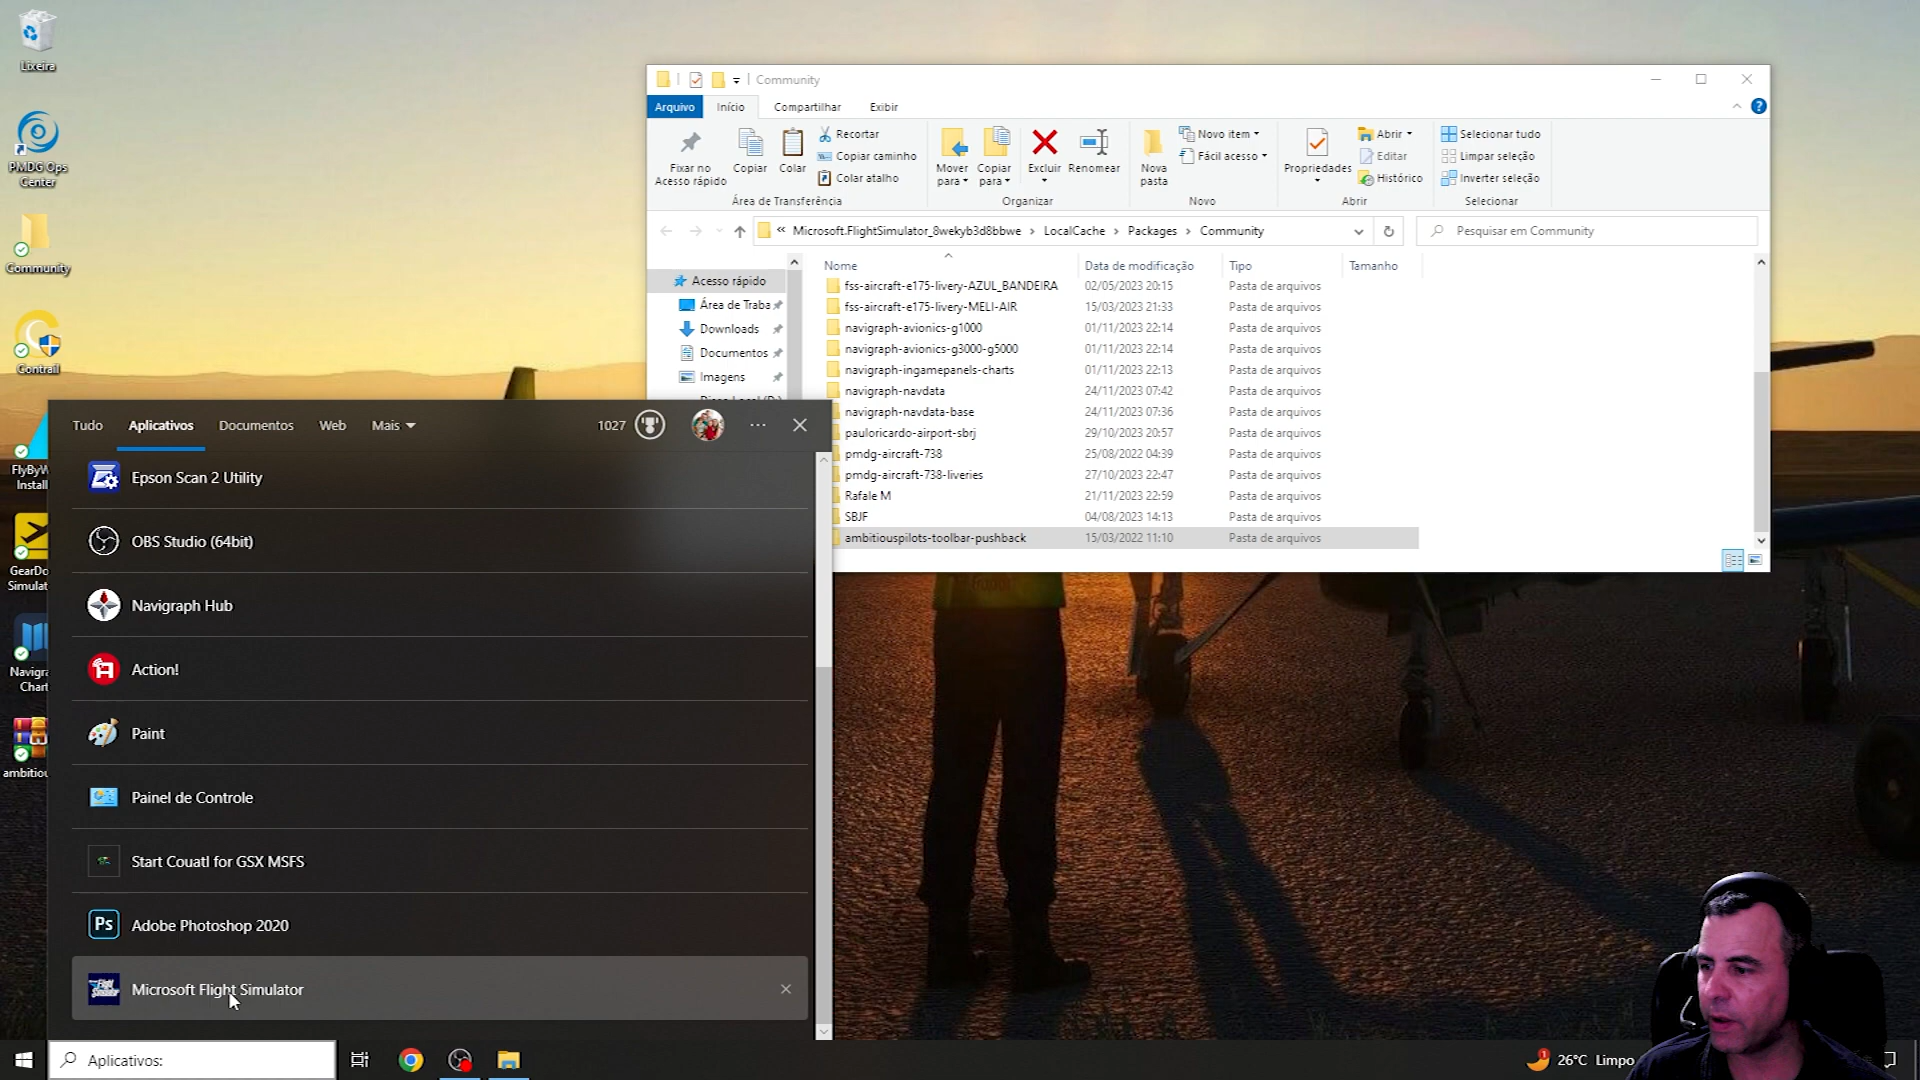 Lixeira
PMDG Ops
Center
Community
Contrail
FlyByW
Install
GearDo
Simulat
Navigra
Chart
ambitiou
Community
Arquivo
Início
Compartilhar
Exibir
Fixar no
Acesso rápido
Copiar
Colar
Recortar
Copiar caminho
Colar atalho
Área de Transferência
Mover
para
Copiar
para
Excluir
Renomear
Organizar
Nova
pasta
Novo item
Fácil acesso
Novo
Propriedades
Abrir
Editar
Histórico
Abrir
Selecionar tudo
Limpar seleção
Inverter seleção
Selecionar
« Microsoft.FlightSimulator_8wekyb3d8bbwe > LocalCache > Packages > Community
Pesquisar em Community
Acesso rápido
Área de Traba
Downloads
Documentos
Imagens
Nome Data de modificação Tipo Tamanho
fss-aircraft-e175-livery-AZUL_BANDEIRA 02/05/2023 20:15 Pasta de arquivos
fss-aircraft-e175-livery-MELI-AIR 15/03/2023 21:33 Pasta de arquivos
navigraph-avionics-g1000 01/11/2023 22:14 Pasta de arquivos
navigraph-avionics-g3000-g5000 01/11/2023 22:14 Pasta de arquivos
navigraph-ingamepanels-charts 01/11/2023 22:13 Pasta de arquivos
navigraph-navdata 24/11/2023 07:42 Pasta de arquivos
navigraph-navdata-base 24/11/2023 07:36 Pasta de arquivos
pauloricardo-airport-sbrj 29/10/2023 20:57 Pasta de arquivos
pmdg-aircraft-738 25/08/2022 04:39 Pasta de arquivos
pmdg-aircraft-738-liveries 27/10/2023 22:47 Pasta de arquivos
Rafale M 21/11/2023 22:59 Pasta de arquivos
SBJF 04/08/2023 14:13 Pasta de arquivos
ambitiouspilots-toolbar-pushback 15/03/2022 11:10 Pasta de arquivos
Tudo Aplicativos Documentos Web Mais 1027
Epson Scan 2 Utility
OBS Studio (64bit)
Navigraph Hub
Action!
Paint
Painel de Controle
Start Couatl for GSX MSFS
Ps Adobe Photoshop 2020
Microsoft Flight Simulator
Aplicativos:
1 26°C Limpo